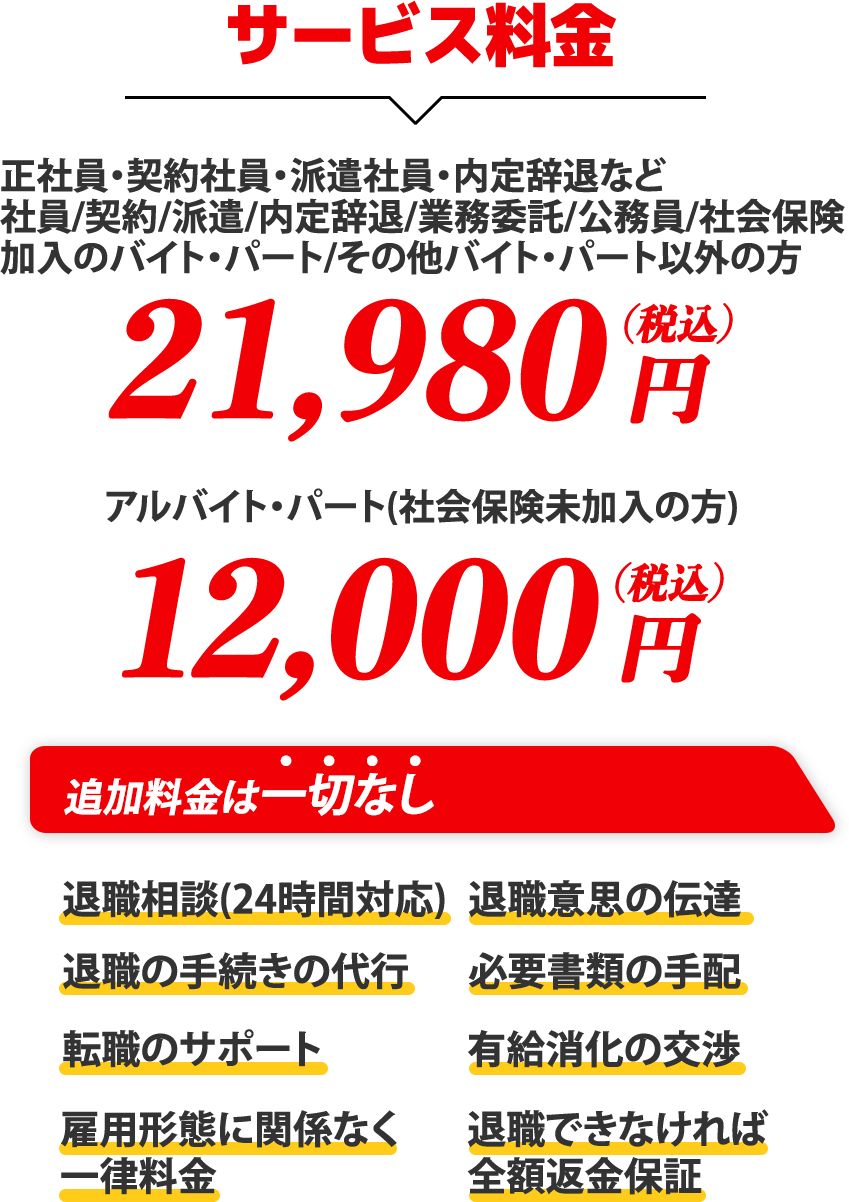 サービス料金
正社員・契約社員・派遣社員・内定辞退など
社員/契約/派遣/内定辞退/業務委託/公務員/社会保険
加入のバイト・パート/その他バイト・パート以外の方
21,980円（税込）
アルバイト・パート(社会保険未加入の方)
12,000円（税込）
追加料金は一切なし
退職相談(24時間対応)
退職意思の伝達
退職の手続きの代行
必要書類の手配
転職のサポート
有給消化の交渉
雇用形態に関係なく
一律料金
退職できなければ
全額返金保証